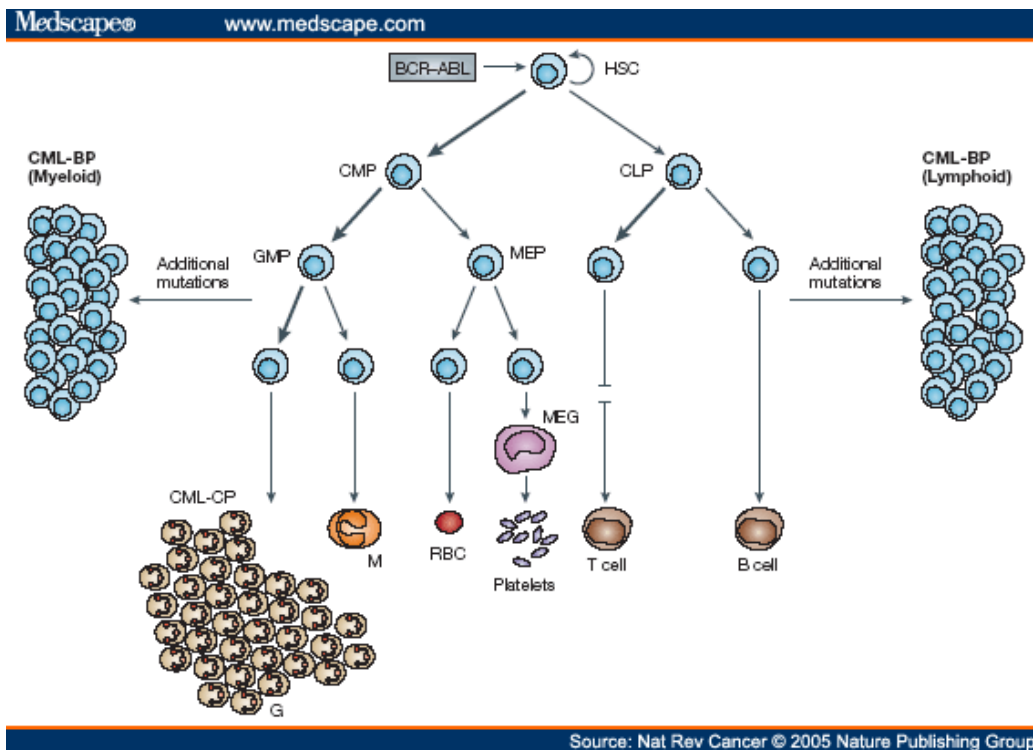 Medscape® www.medscape.com
BCR–ABL HSC
CML-BP
(Myeloid)
CMP
CLP
CML-BP
(Lymphoid)
GMP
MEP
Additional
mutations
Additional
mutations
MEG
CML-CP
M
RBC
Platelets
T cell
B cell
G
Source: Nat Rev Cancer © 2005 Nature Publishing Group